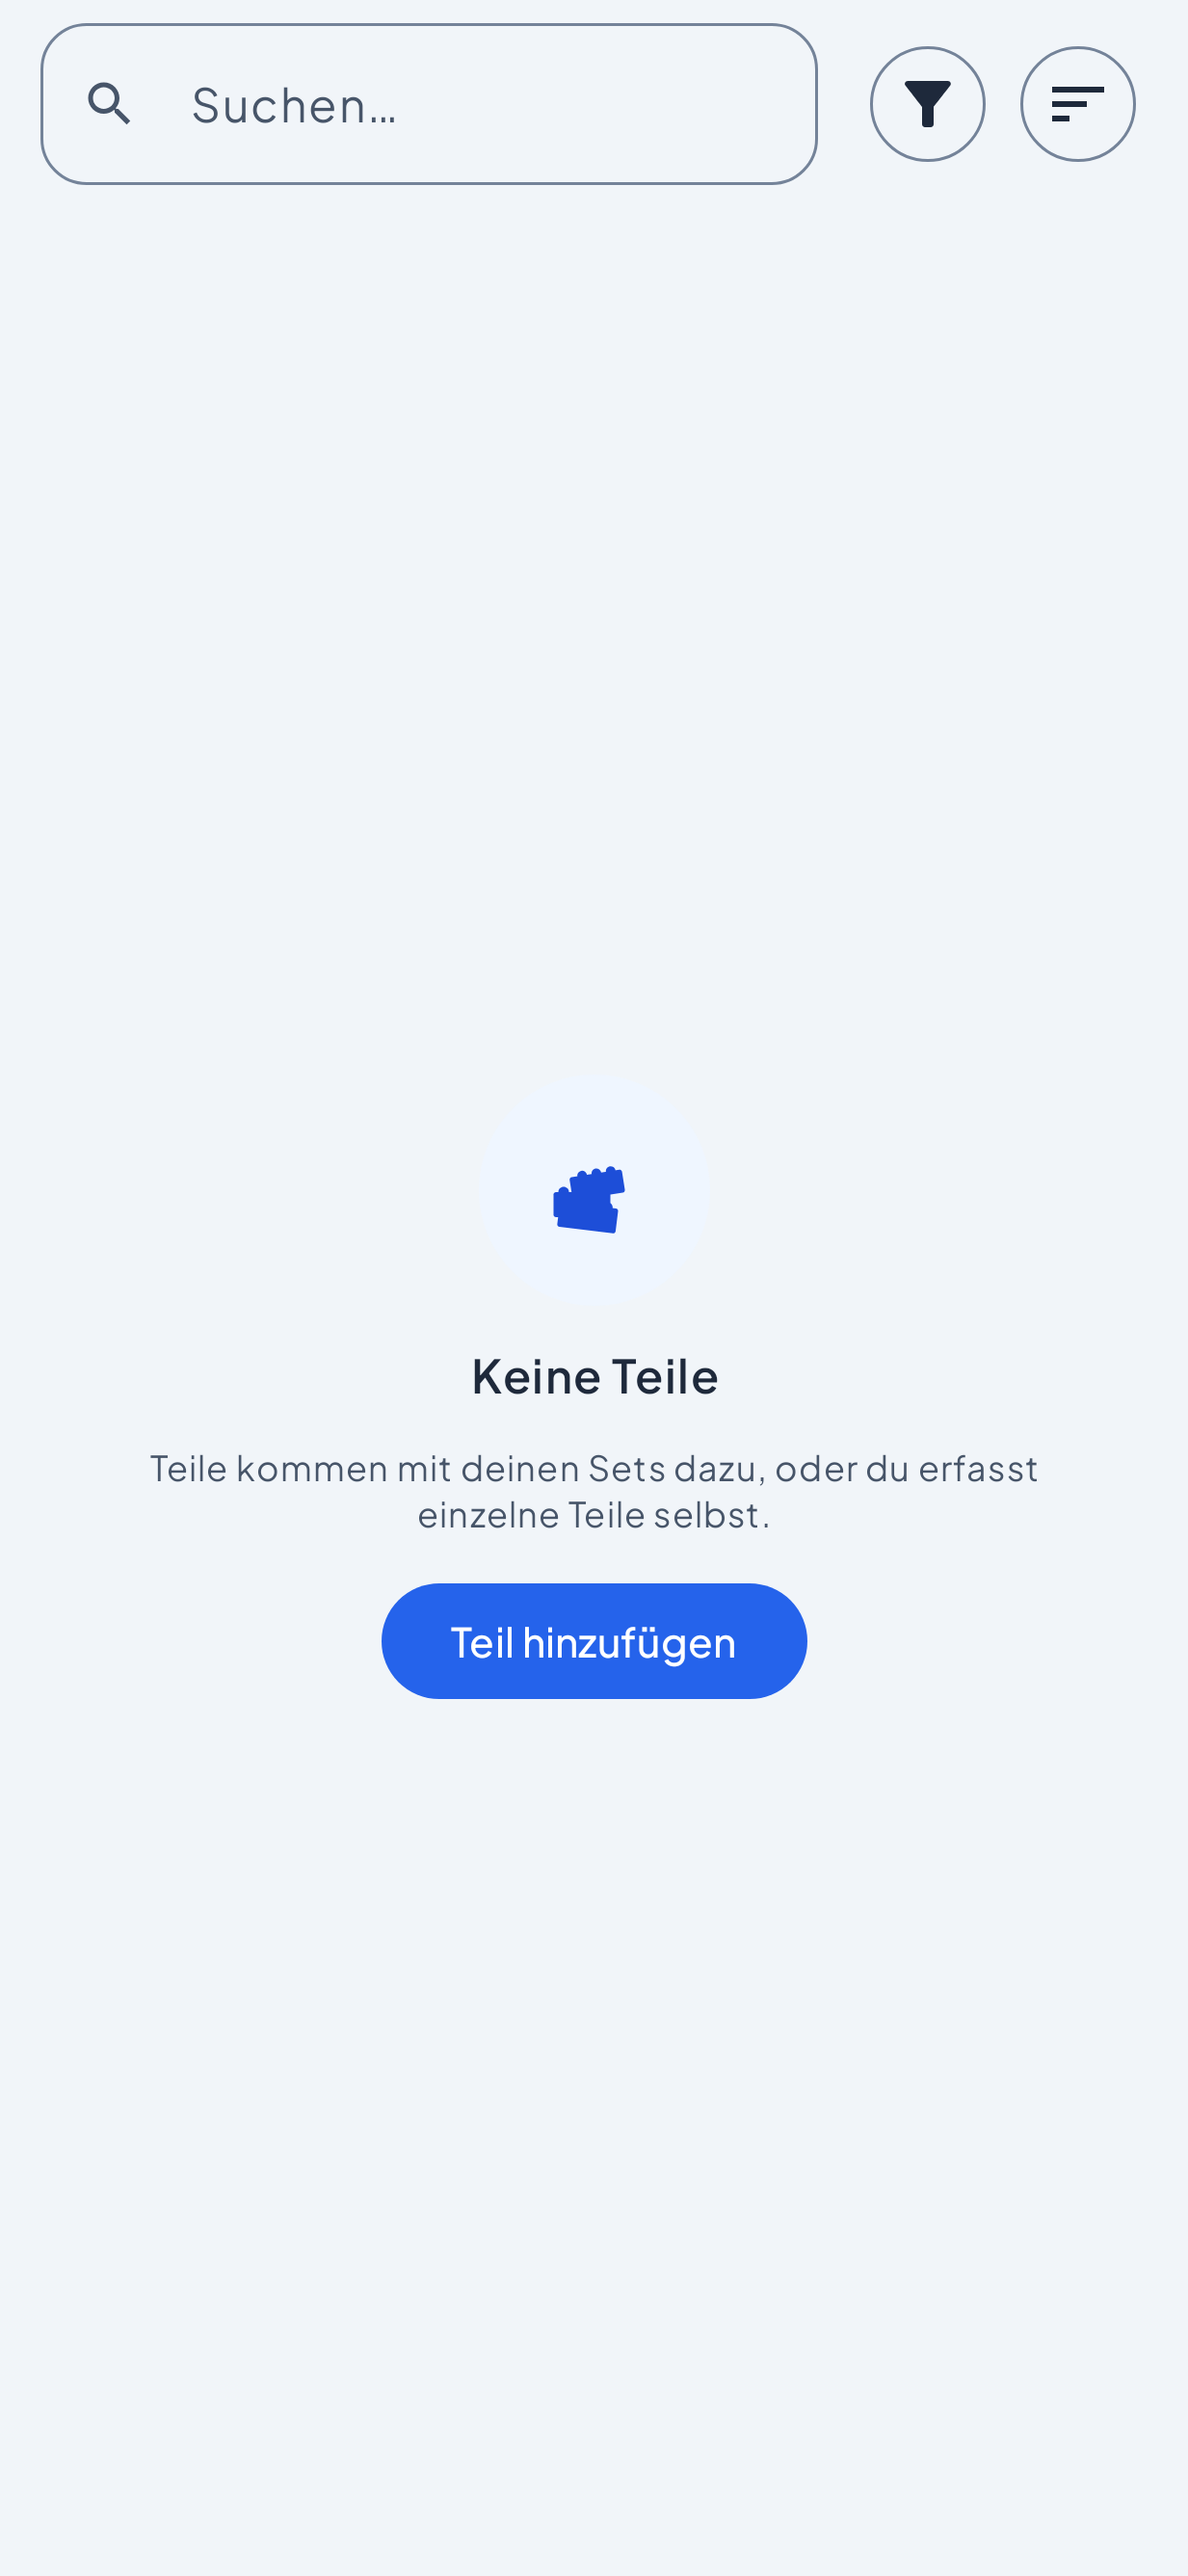 Suchen…
Keine Teile
Teile kommen mit deinen Sets dazu, oder du erfasst
einzelne Teile selbst.
Teil hinzufügen